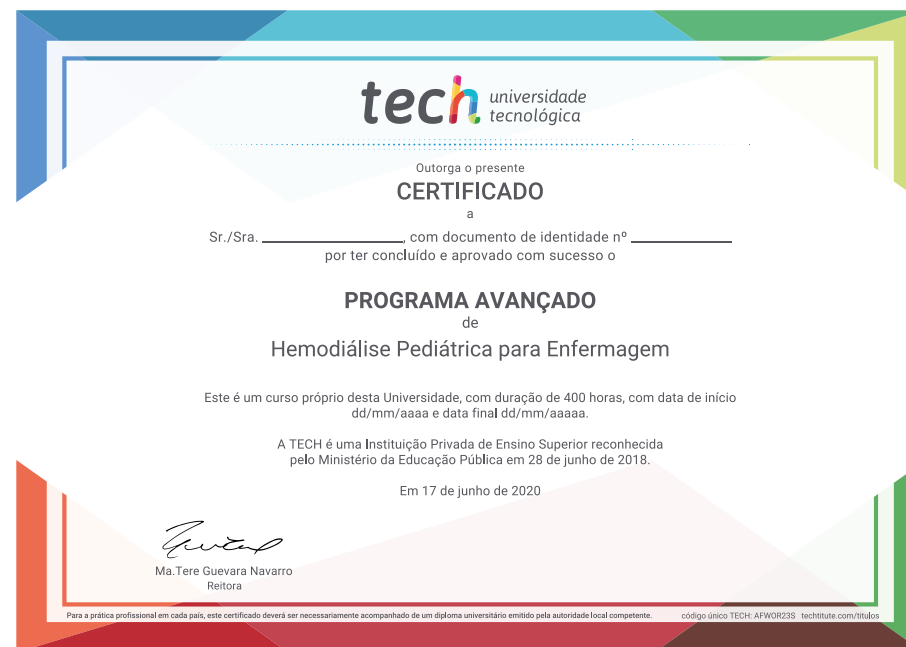 tech universidade
tecnológica
Outorga o presente
CERTIFICADO
a
Sr./Sra. ____________________, com documento de identidade nº ______________
por ter concluído e aprovado com sucesso o
PROGRAMA AVANÇADO
de
Hemodiálise Pediátrica para Enfermagem
Este é um curso próprio desta Universidade, com duração de 400 horas, com data de início
dd/mm/aaaa e data final dd/mm/aaaaa.
A TECH é uma Instituição Privada de Ensino Superior reconhecida
pelo Ministério da Educação Pública em 28 de junho de 2018.
Em 17 de junho de 2020
Ma.Tere Guevara Navarro
Reitora
Para a prática profissional em cada país, este certificado deverá ser necessariamente acompanhado de um diploma universitário emitido pela autoridade local competente. código único TECH: AFWOR23S techtitute.com/titulos